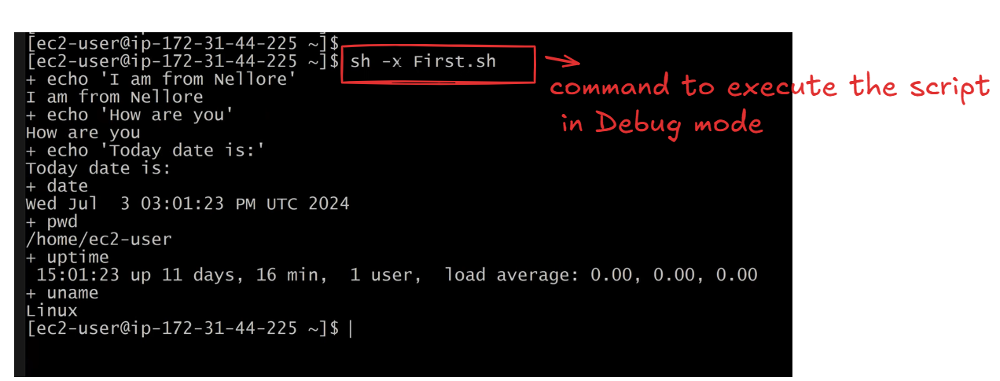 [ec2-user@ip-172-31-44-225 ~]$
[ec2-user@ip-172-31-44-225 ~]$ sh -x First.sh
command to execute the script
in Debug mode
+ echo 'I am from Nellore'
I am from Nellore
+ echo 'How are you'
How are you
+ echo 'Today date is:'
Today date is:
+ date
Wed Jul  3 03:01:23 PM UTC 2024
+ pwd
/home/ec2-user
+ uptime
 15:01:23 up 11 days, 16 min,  1 user,  load average: 0.00, 0.00, 0.00
+ uname
Linux
[ec2-user@ip-172-31-44-225 ~]$